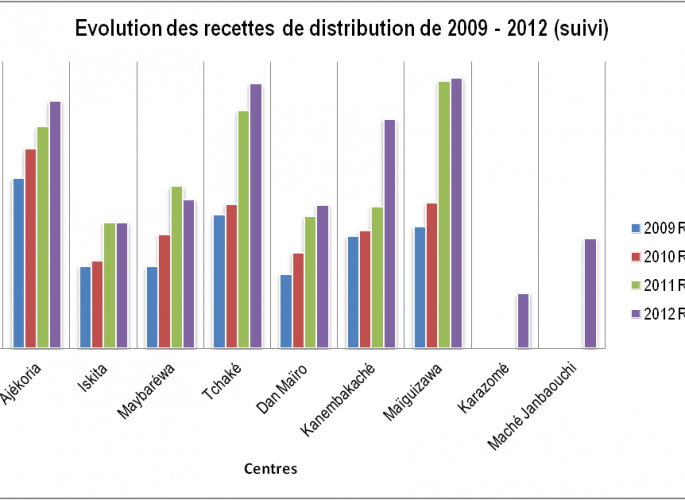 Evolution des recettes de distribution de 2009 - 2012 (suivi)
2009 R
2010 R
2011 R
2012 R
Ajékoria
Iskita
Maybaréwa
Tchaké
Dan Maïro
Kanembakaché
Maïguizawa
Karazomé
Maché Janbaouchi
Centres